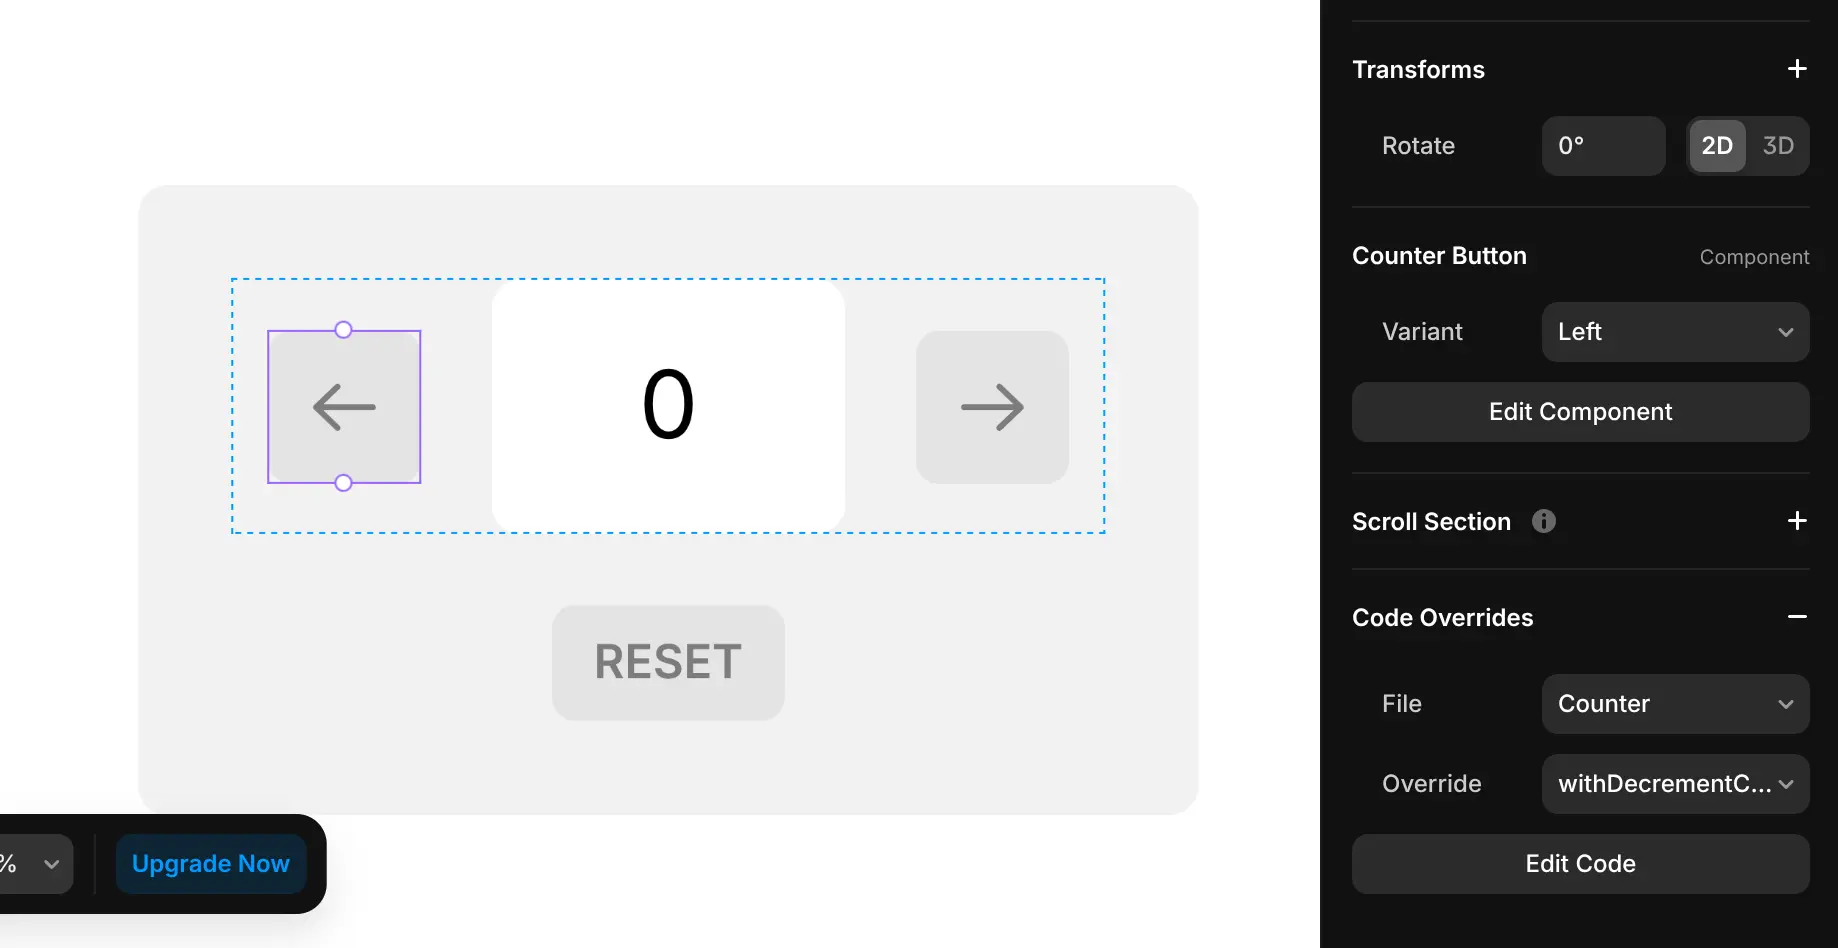 0
RESET
%
Upgrade Now
Transforms
Rotate
0°
2D
3D
Counter Button
Component
Variant
Left
Edit Component
Scroll Section
Code Overrides
File
Counter
Override
withDecrementC...
Edit Code